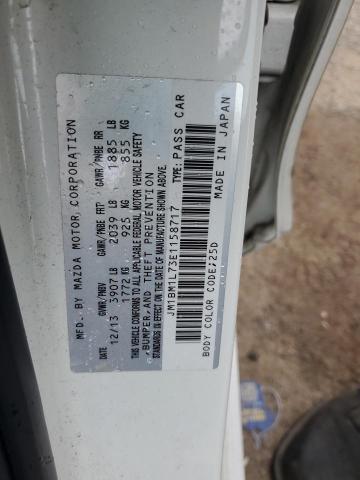 MFD. BY MAZDA MOTOR CORPORATION
GVWR/PNBV GAWR/PNBE FRT GAWR/PNBE RR
12/13 3907 LB 2039 LB 1885 LB
1772 KG 925 KG 855 KG
THIS VEHICLE CONFORMS TO ALL APPLICABLE FEDERAL MOTOR VEHICLE SAFETY
,BUMPER,AND THEFT PREVENTION
STANDARDS IN EFFECT ON THE DATE OF MANUFACTURE SHOWN ABOVE.
JM1BM1L73E1158717 TYPE:PASS CAR
BODY COLOR CODE;25D MADE IN JAPAN